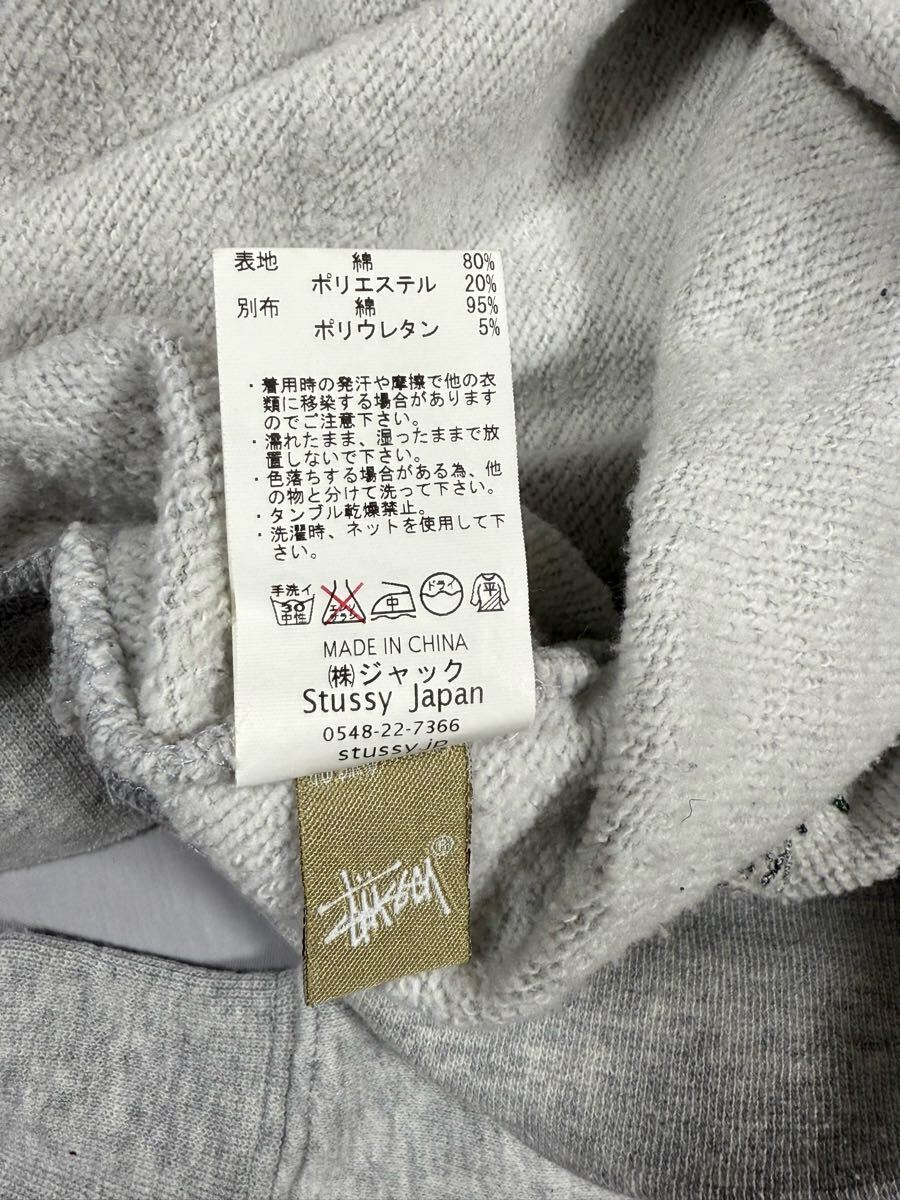 表地 綿 80%
ポリエステル 20%
別布 綿 95%
ポリウレタン 5%
・着用時の発汗や摩擦で他の衣
類に移染する場合があります
のでご注意下さい。
・濡れたまま、湿ったままで放
置しないで下さい。
・色落ちする場合がある為、他
の物と分けて洗って下さい。
・タンブル乾燥禁止。
・洗濯時、ネットを使用して下
さい。
手洗イ
30
中性
エンソ
サラシ
中
ドライ
平
MADE IN CHINA
㈱ジャック
Stussy Japan
0548-22-7366
stussy.jp
Stüssy®